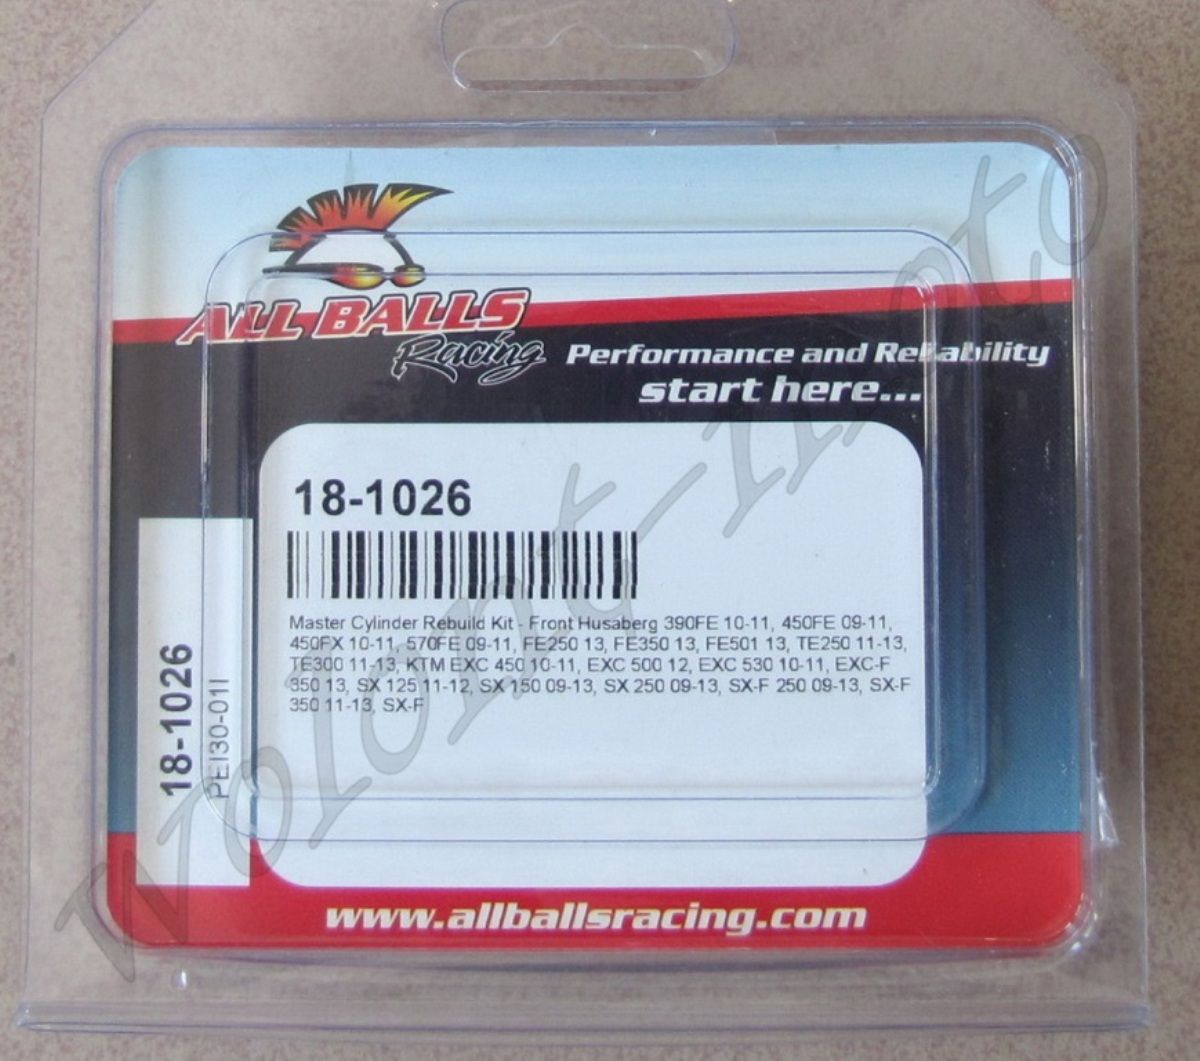 ALL BALLS
Racing
Performance and Reliability
start here...
18-1026
Master Cylinder Rebuild Kit - Front Husaberg 390FE 10-11, 450FE 09-11,
450FX 10-11, 570FE 09-11, FE250 13, FE350 13, FE501 13, TE250 11-13,
TE300 11-13, KTM EXC 450 10-11, EXC 500 12, EXC 530 10-11, EXC-F
350 13, SX 125 11-12, SX 150 09-13, SX 250 09-13, SX-F 250 09-13, SX-F
350 11-13, SX-F
18-1026
PEI30-01I
www.allballsracing.com